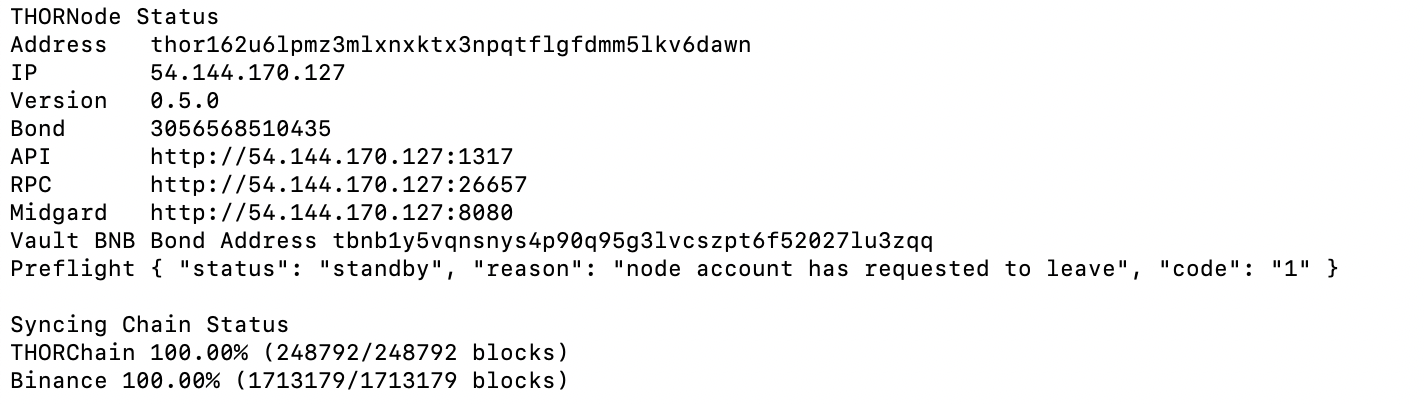 THORNode Status
Address thor162u6lpmz3mlxnxktx3npqtflgfdmm5lkv6dawn
IP 54.144.170.127
Version 0.5.0
Bond 3056568510435
API http://54.144.170.127:1317
RPC http://54.144.170.127:26657
Midgard http://54.144.170.127:8080
Vault BNB Bond Address tbnb1y5vqnsnys4p90q95g3lvcszpt6f52027lu3zqq
Preflight { "status": "standby", "reason": "node account has requested to leave", "code": "1" }
Syncing Chain Status
THORChain 100.00% (248792/248792 blocks)
Binance 100.00% (1713179/1713179 blocks)